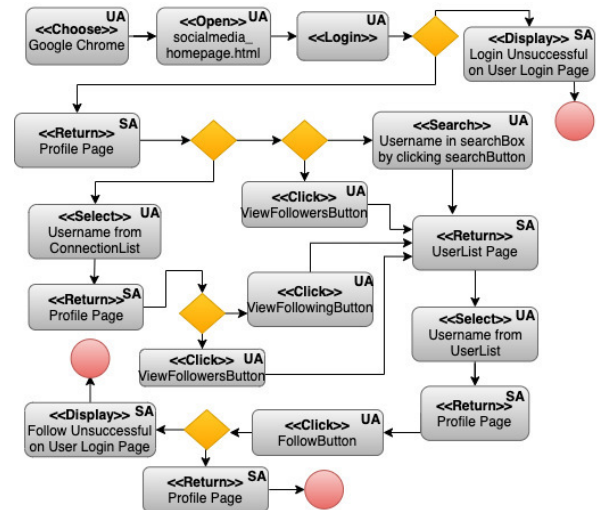 UA
<<Choose>>
Google Chrome
UA
<<Open>>
socialmedia_
homepage.html
UA
<<Login>>
SA
<<Display>>
Login Unsuccessful
on User Login Page
SA
<<Return>>
Profile Page
UA
<<Search>>
Username in searchBox
by clicking searchButton
UA
<<Click>>
ViewFollowersButton
UA
<<Select>>
Username from
ConnectionList
SA
<<Return>>
UserList Page
SA
<<Return>>
Profile Page
UA
<<Click>>
ViewFollowingButton
UA
<<Select>>
Username from
UserList
UA
<<Click>>
ViewFollowersButton
SA
<<Return>>
Profile Page
SA
<<Display>>
Follow Unsuccessful
on User Login Page
UA
<<Click>>
FollowButton
SA
<<Return>>
Profile Page